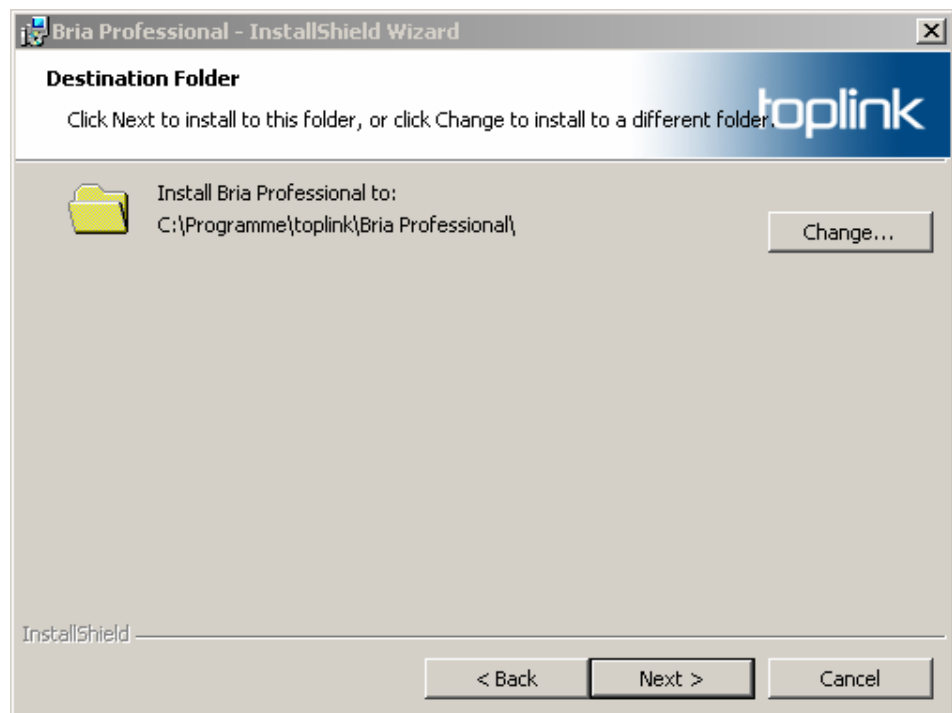 Bria Professional - InstallShield Wizard
Destination Folder
Click Next to install to this folder, or click Change to install to a different folder.
toplink
Install Bria Professional to:
C:\Programme\toplink\Bria Professional\
Change...
InstallShield
< Back
Next >
Cancel